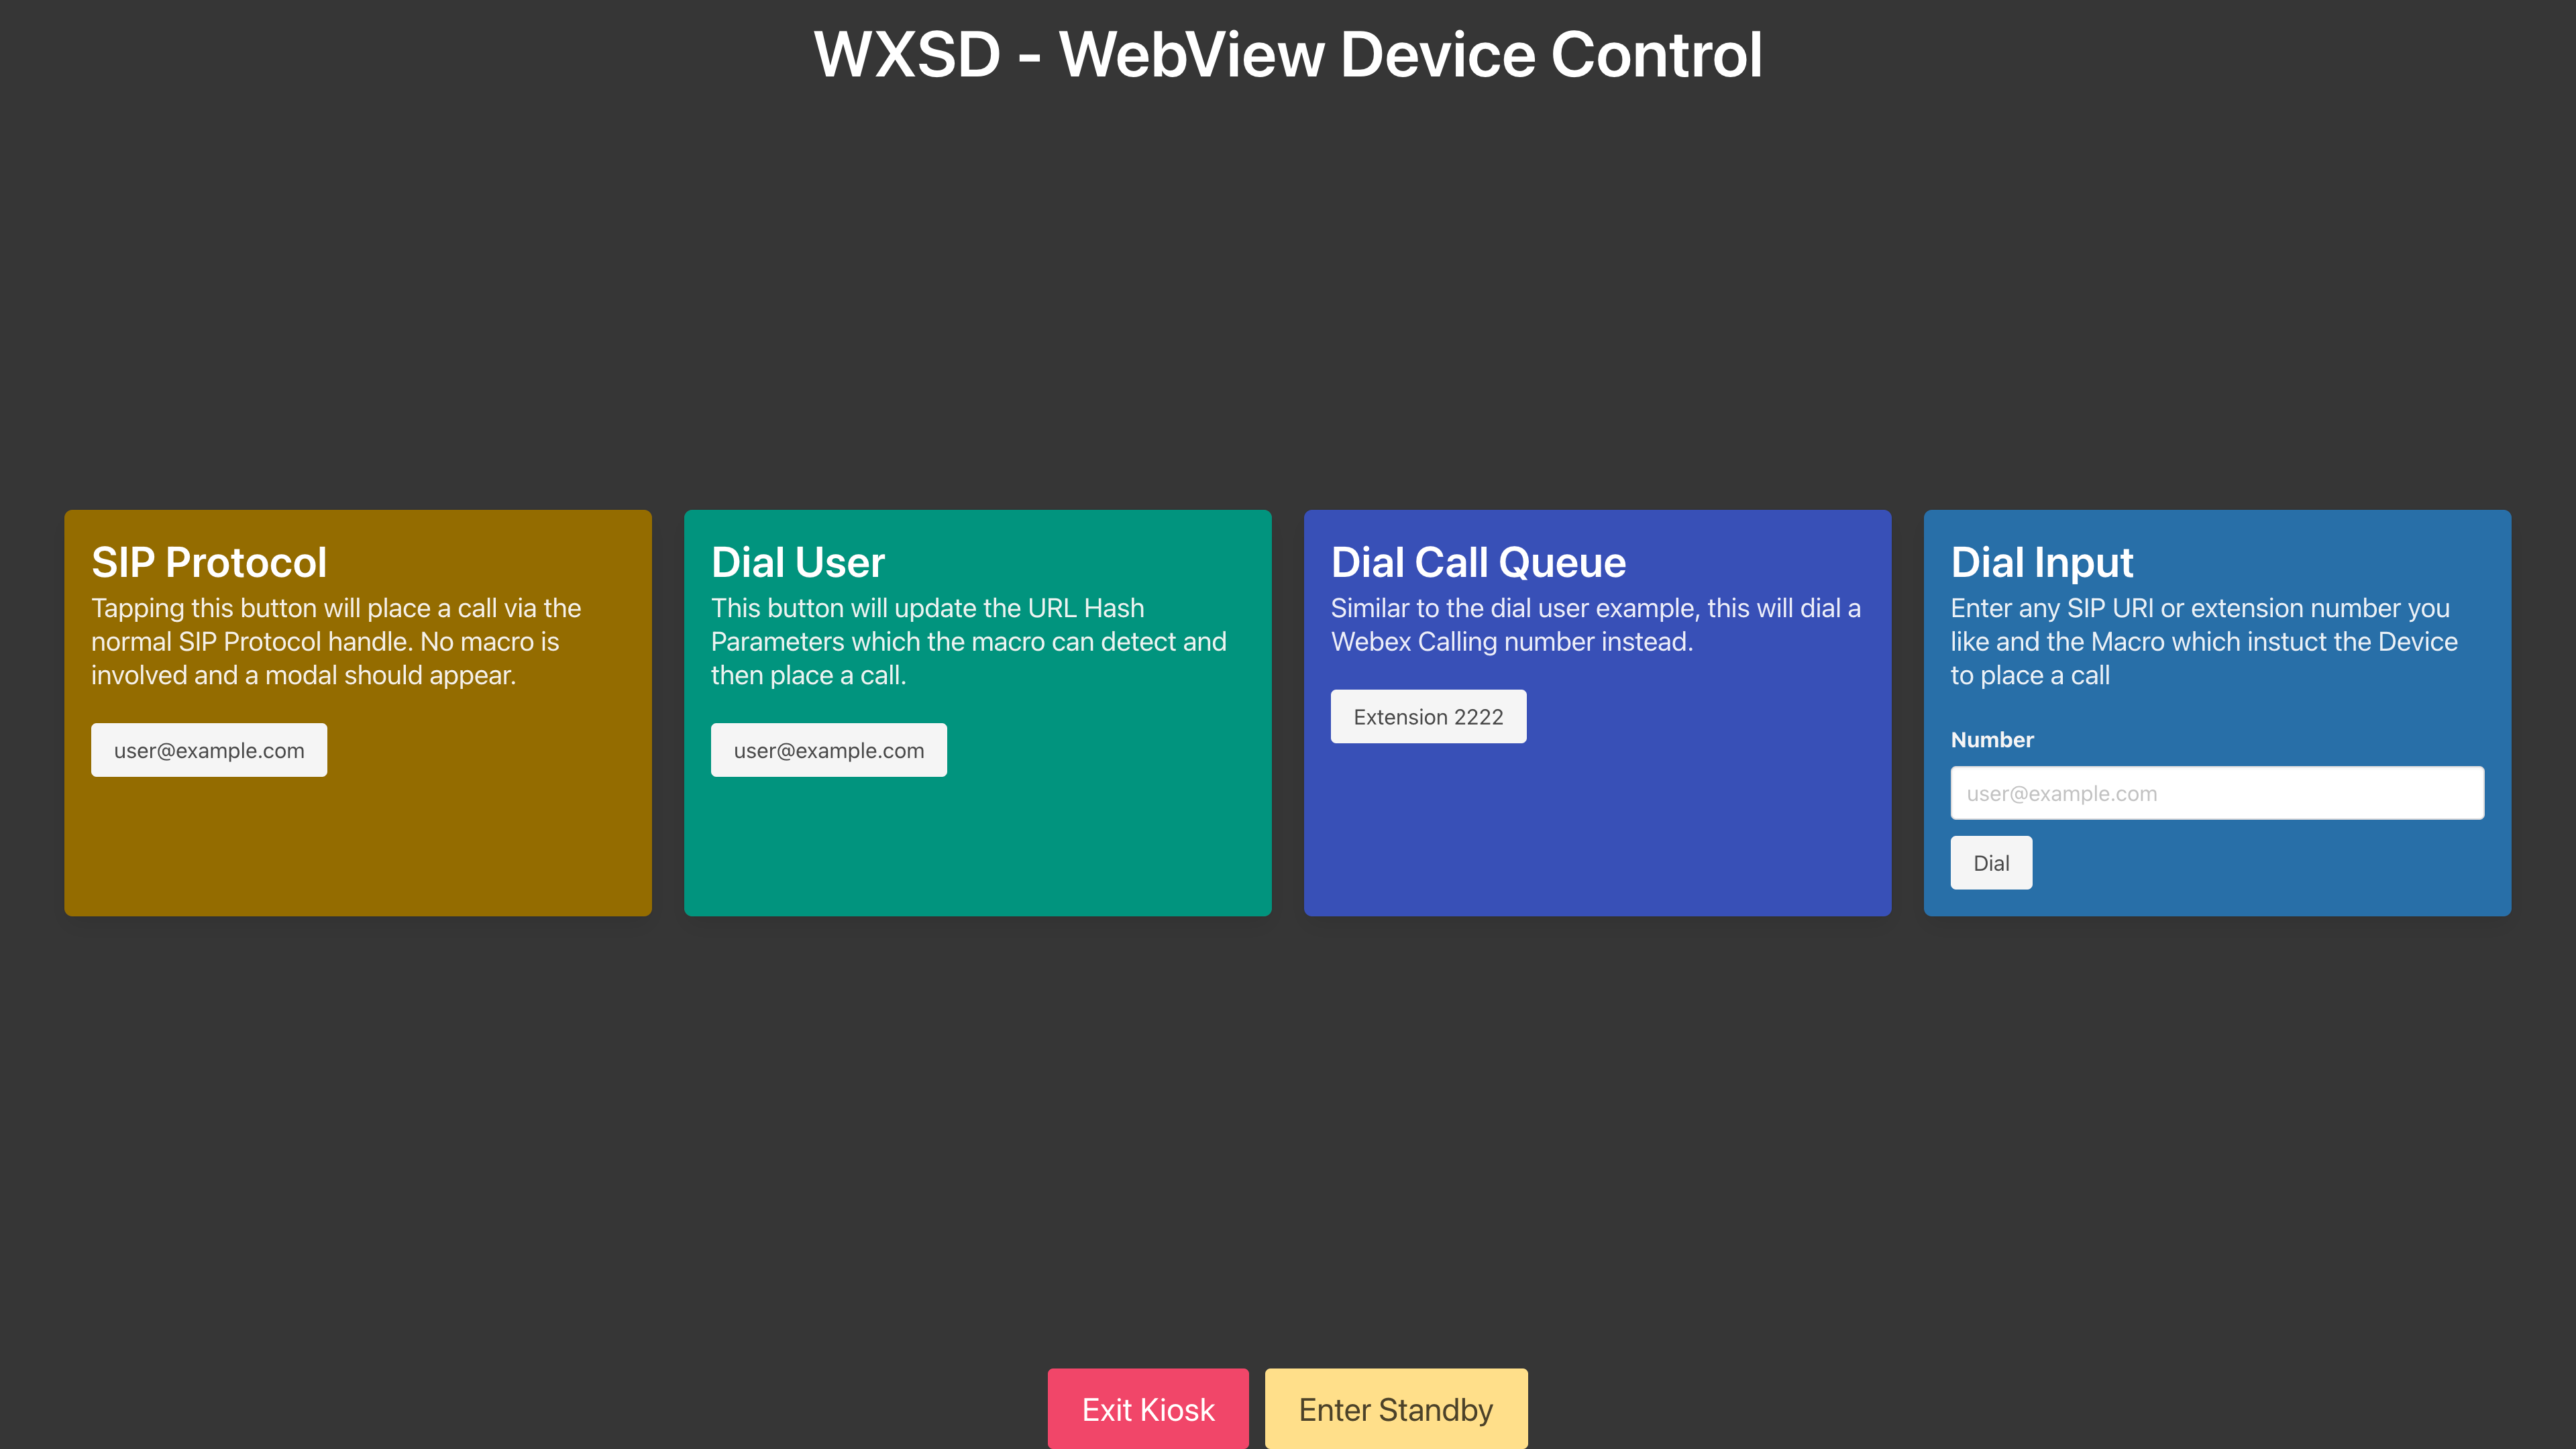 WXSD - WebView Device Control
SIP Protocol
Tapping this button will place a call via the
normal SIP Protocol handle. No macro is
involved and a modal should appear.
user@example.com
Dial User
This button will update the URL Hash
Parameters which the macro can detect and
then place a call.
user@example.com
Dial Call Queue
Similar to the dial user example, this will dial a
Webex Calling number instead.
Extension 2222
Dial Input
Enter any SIP URI or extension number you
like and the Macro which instuct the Device
to place a call
Number
user@example.com
Dial
Exit Kiosk
Enter Standby